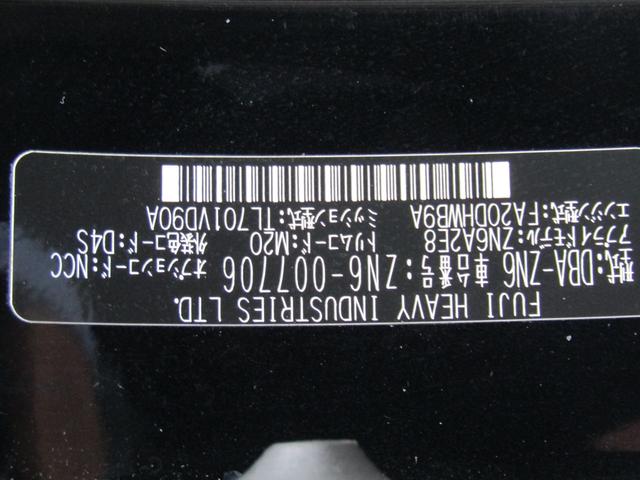 FUJI HEAVY INDUSTRIES LTD.
型式:DBA-ZN6 車台番号:ZN6-007706
アプライドモデル:ZN6A2E8 トリムコード:M20 オプションコード:NCC
エンジン型式:FA20DHWB9A ミッション型式:TL701VD90A 外装色コード:D4S